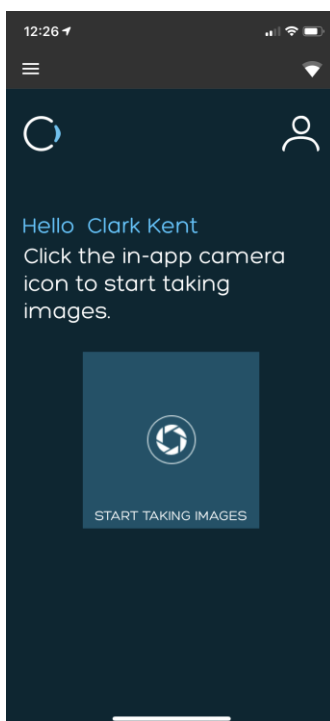 12:26
Hello Clark Kent
Click the in-app camera
icon to start taking
images.
START TAKING IMAGES